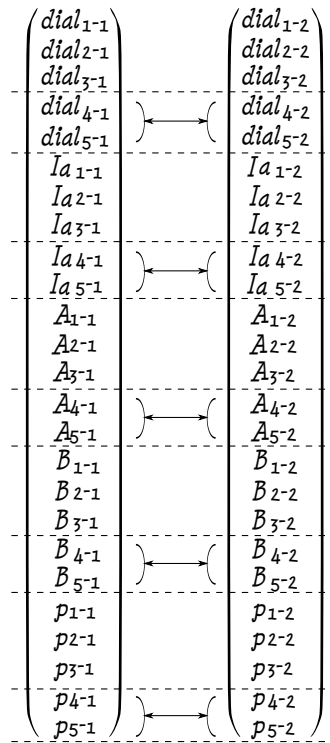 dial1-1 dial1-2
dial2-1 dial2-2
dial3-1 dial3-2
dial4-1 dial4-2
dial5-1 dial5-2
Ia1-1 Ia1-2
Ia2-1 Ia2-2
Ia3-1 Ia3-2
Ia4-1 Ia4-2
Ia5-1 Ia5-2
A1-1 A1-2
A2-1 A2-2
A3-1 A3-2
A4-1 A4-2
A5-1 A5-2
B1-1 B1-2
B2-1 B2-2
B3-1 B3-2
B4-1 B4-2
B5-1 B5-2
p1-1 p1-2
p2-1 p2-2
p3-1 p3-2
p4-1 p4-2
p5-1 p5-2